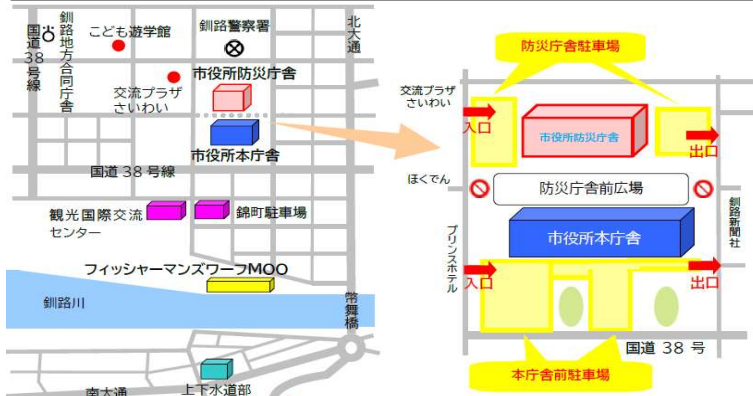 国道38号線
釧路地方合同庁舎
こども遊学館
釧路警察署
北大通
交流プラザ
さいわい
市役所防災庁舎
市役所本庁舎
国道 38 号線
観光国際交流
センター
錦町駐車場
フィッシャーマンズワーフMOO
釧路川
幣舞橋
南大通
上下水道部
防災庁舎駐車場
交流プラザ
さいわい
入口
市役所防災庁舎
出口
ほくでん
防災庁舎前広場
釧路新聞社
市役所本庁舎
プリンスホテル
入口
出口
国道 38 号
本庁舎前駐車場